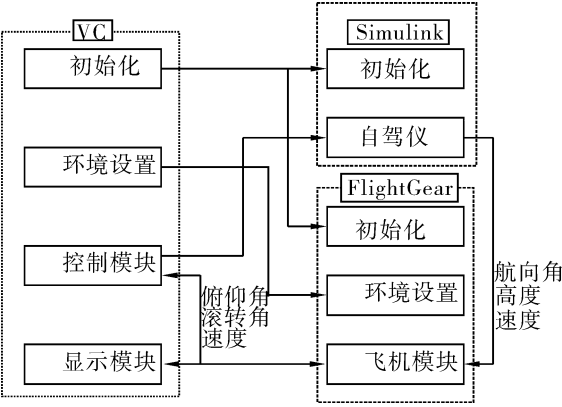 VC
初始化
环境设置
控制模块
显示模块
俯仰角
滚转角
速度
Simulink
初始化
自驾仪
FlightGear
初始化
环境设置
飞机模块
航向角
高度
速度